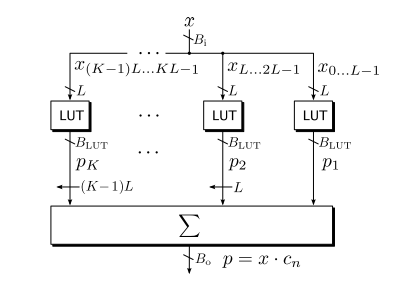 x
B_i
· · ·
x_{(K−1)L...KL−1} x_{L...2L−1} x_{0...L−1}
L L L
LUT · · · LUT LUT
B_LUT B_LUT B_LUT
· · ·
p_K p_2 p_1
(K−1)L L
∑
B_o p = x · c_n